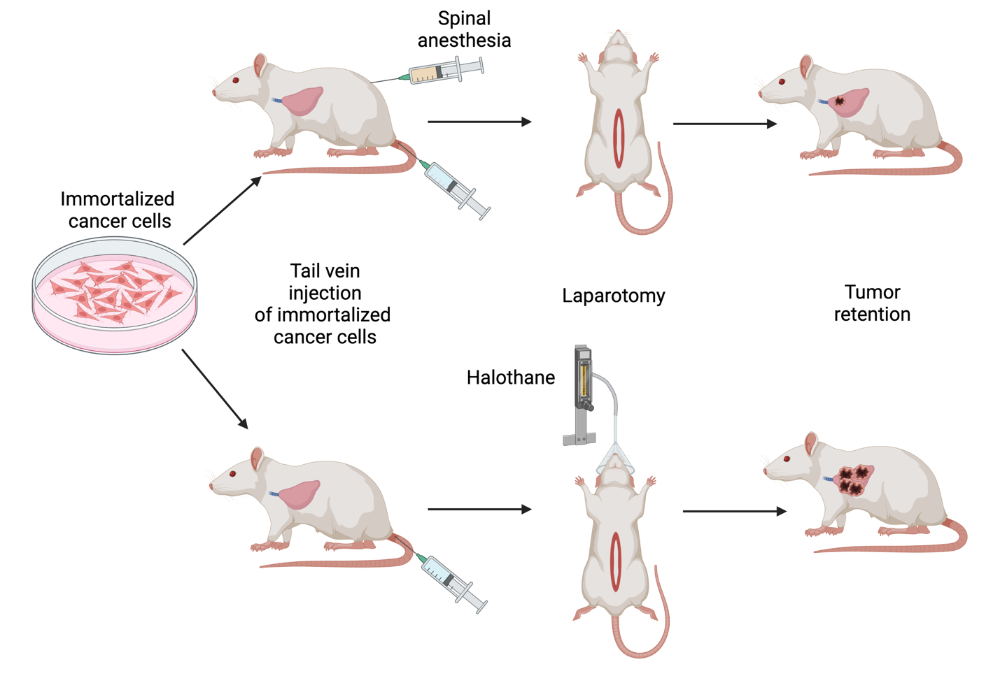 Spinal
anesthesia
Immortalized
cancer cells
Tail vein
injection
of immortalized
cancer cells
Laparotomy
Tumor
retention
Halothane